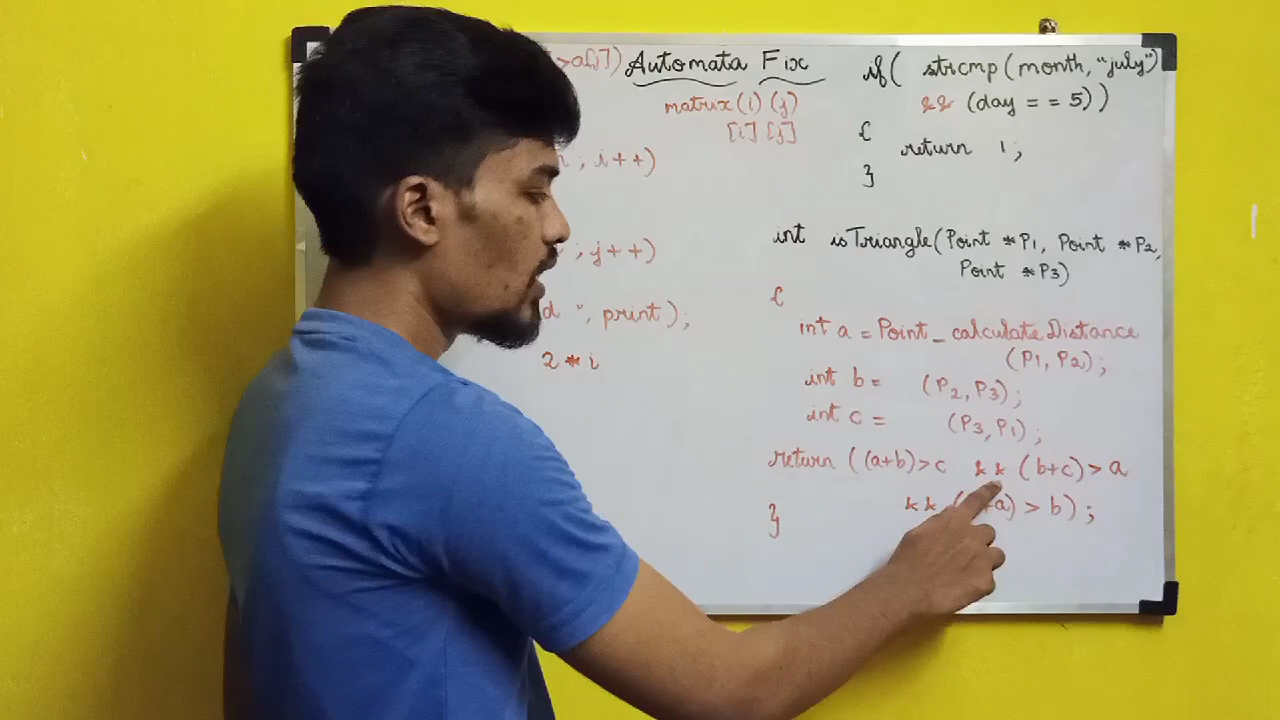 >a[j])
Automata Fix
matrix(i)(j)
[i][j]
; i++)
; j++)
d ", print);
2 * i
if( strcmp(month, "july")
&& (day == 5))
{
return 1;
}
int isTriangle(Point *P1, Point *P2,
Point *P3)
{
int a = Point_calculateDistance
(P1, P2);
int b = (P2, P3);
int c = (P3, P1);
return ((a+b)>c && (b+c)>a
&& +a) > b);
}